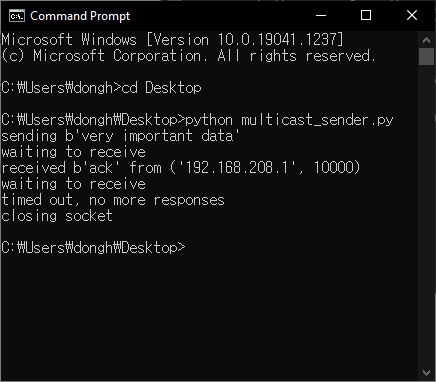 Command Prompt
Microsoft Windows [Version 10.0.19041.1237]
(c) Microsoft Corporation. All rights reserved.
C:₩Users₩dongh>cd Desktop
C:₩Users₩dongh₩Desktop>python multicast_sender.py
sending b'very important data'
waiting to receive
received b'ack' from ('192.168.208.1', 10000)
waiting to receive
timed out, no more responses
closing socket
C:₩Users₩dongh₩Desktop>